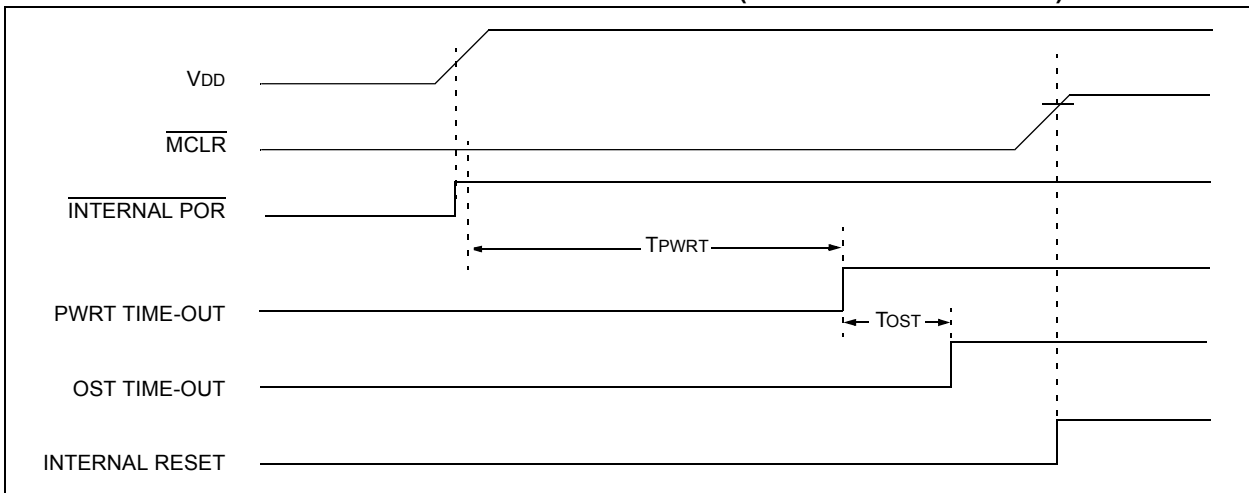 VDD
MCLR
INTERNAL POR
TPWRT
PWRT TIME-OUT
TOST
OST TIME-OUT
INTERNAL RESET